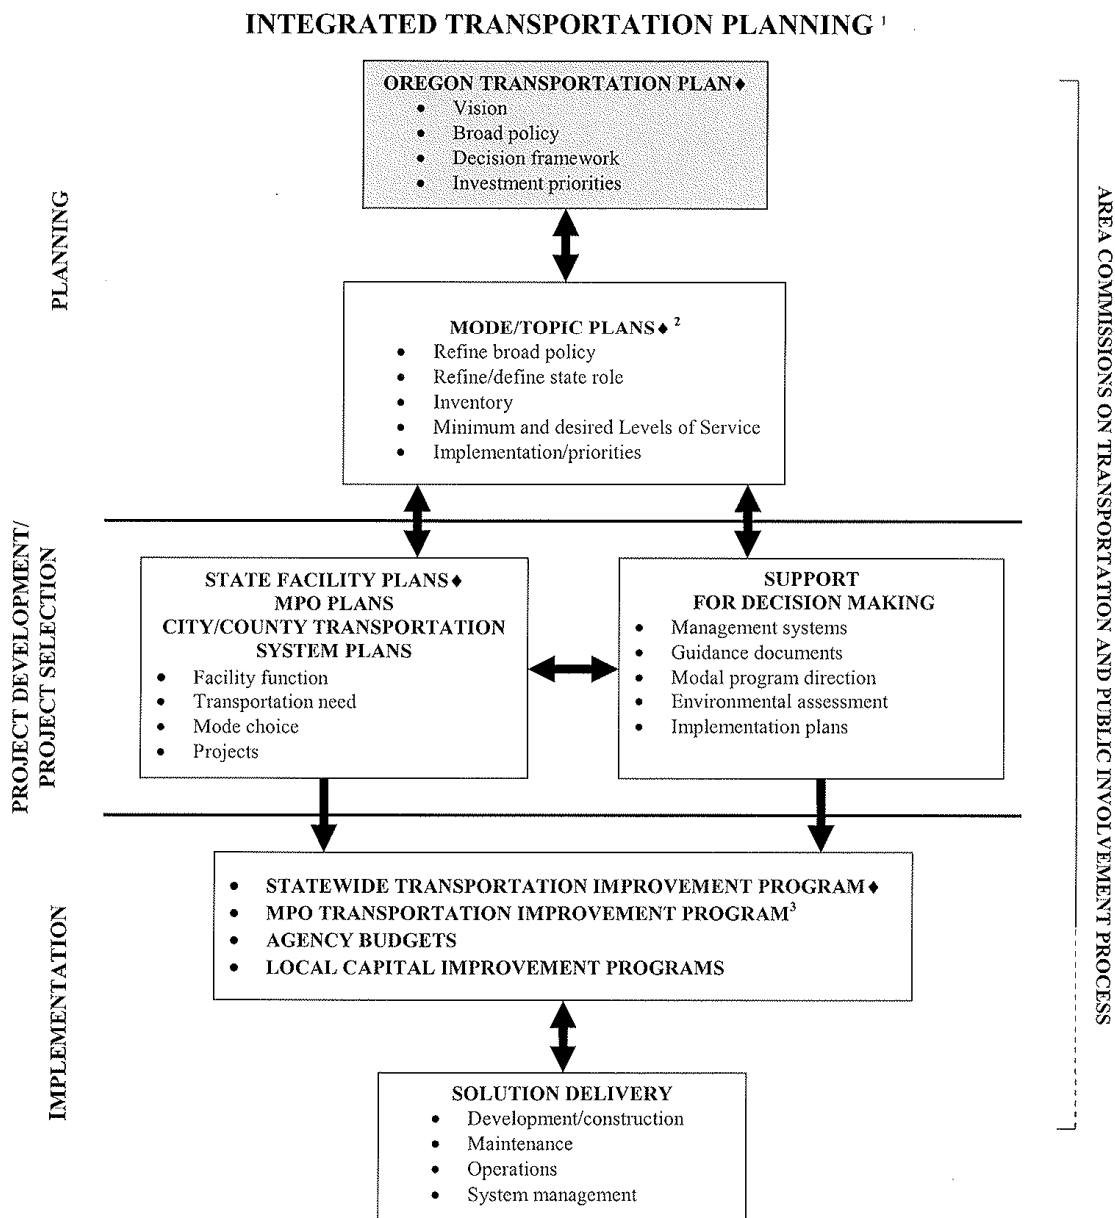 INTEGRATED TRANSPORTATION PLANNING 1
OREGON TRANSPORTATION PLAN♦
• Vision
• Broad policy
• Decision framework
• Investment priorities
PLANNING
MODE/TOPIC PLANS♦ 2
• Refine broad policy
• Refine/define state role
• Inventory
• Minimum and desired Levels of Service
• Implementation/priorities
PROJECT DEVELOPMENT/
PROJECT SELECTION
STATE FACILITY PLANS♦
MPO PLANS
CITY/COUNTY TRANSPORTATION
SYSTEM PLANS
• Facility function
• Transportation need
• Mode choice
• Projects
SUPPORT
FOR DECISION MAKING
• Management systems
• Guidance documents
• Modal program direction
• Environmental assessment
• Implementation plans
IMPLEMENTATION
• STATEWIDE TRANSPORTATION IMPROVEMENT PROGRAM♦
• MPO TRANSPORTATION IMPROVEMENT PROGRAM3
• AGENCY BUDGETS
• LOCAL CAPITAL IMPROVEMENT PROGRAMS
SOLUTION DELIVERY
• Development/construction
• Maintenance
• Operations
• System management
AREA COMMISSIONS ON TRANSPORTATION AND PUBLIC INVOLVEMENT PROCESS